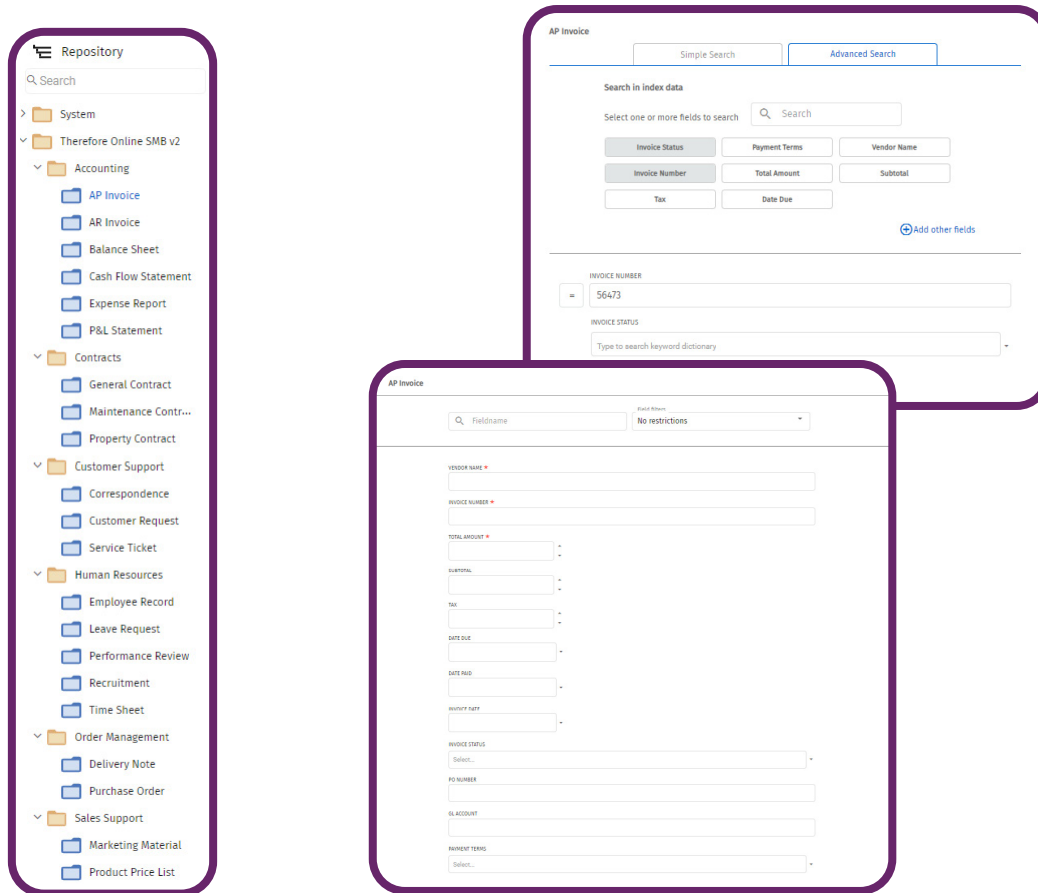 Repository
Search
System
Therefore Online SMB v2
Accounting
AP Invoice
AR Invoice
Balance Sheet
Cash Flow Statement
Expense Report
P&L Statement
Contracts
General Contract
Maintenance Contr...
Property Contract
Customer Support
Correspondence
Customer Request
Service Ticket
Human Resources
Employee Record
Leave Request
Performance Review
Recruitment
Time Sheet
Order Management
Delivery Note
Purchase Order
Sales Support
Marketing Material
Product Price List
AP Invoice
Simple Search Advanced Search
Search in index data
Select one or more fields to search Search
Invoice Status Payment Terms Vendor Name
Invoice Number Total Amount Subtotal
Tax Date Due
Add other fields
INVOICE NUMBER
= 56473
INVOICE STATUS
Type to search keyword dictionary
AP Invoice
Field filters
Fieldname No restrictions
VENDOR NAME *
INVOICE NUMBER *
TOTAL AMOUNT *
SUBTOTAL
TAX
DATE DUE
DATE PAID
INVOICE DATE
INVOICE STATUS
Select...
PO NUMBER
GL ACCOUNT
PAYMENT TERMS
Select...